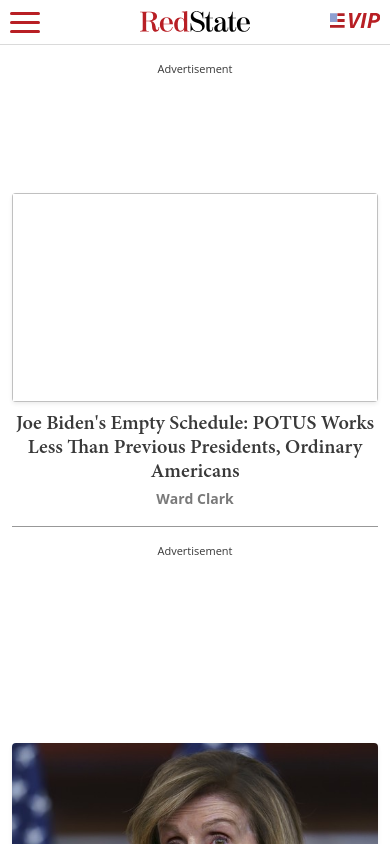 RedState
VIP
Advertisement
Joe Biden's Empty Schedule: POTUS Works
Less Than Previous Presidents, Ordinary
Americans
Ward Clark
Advertisement